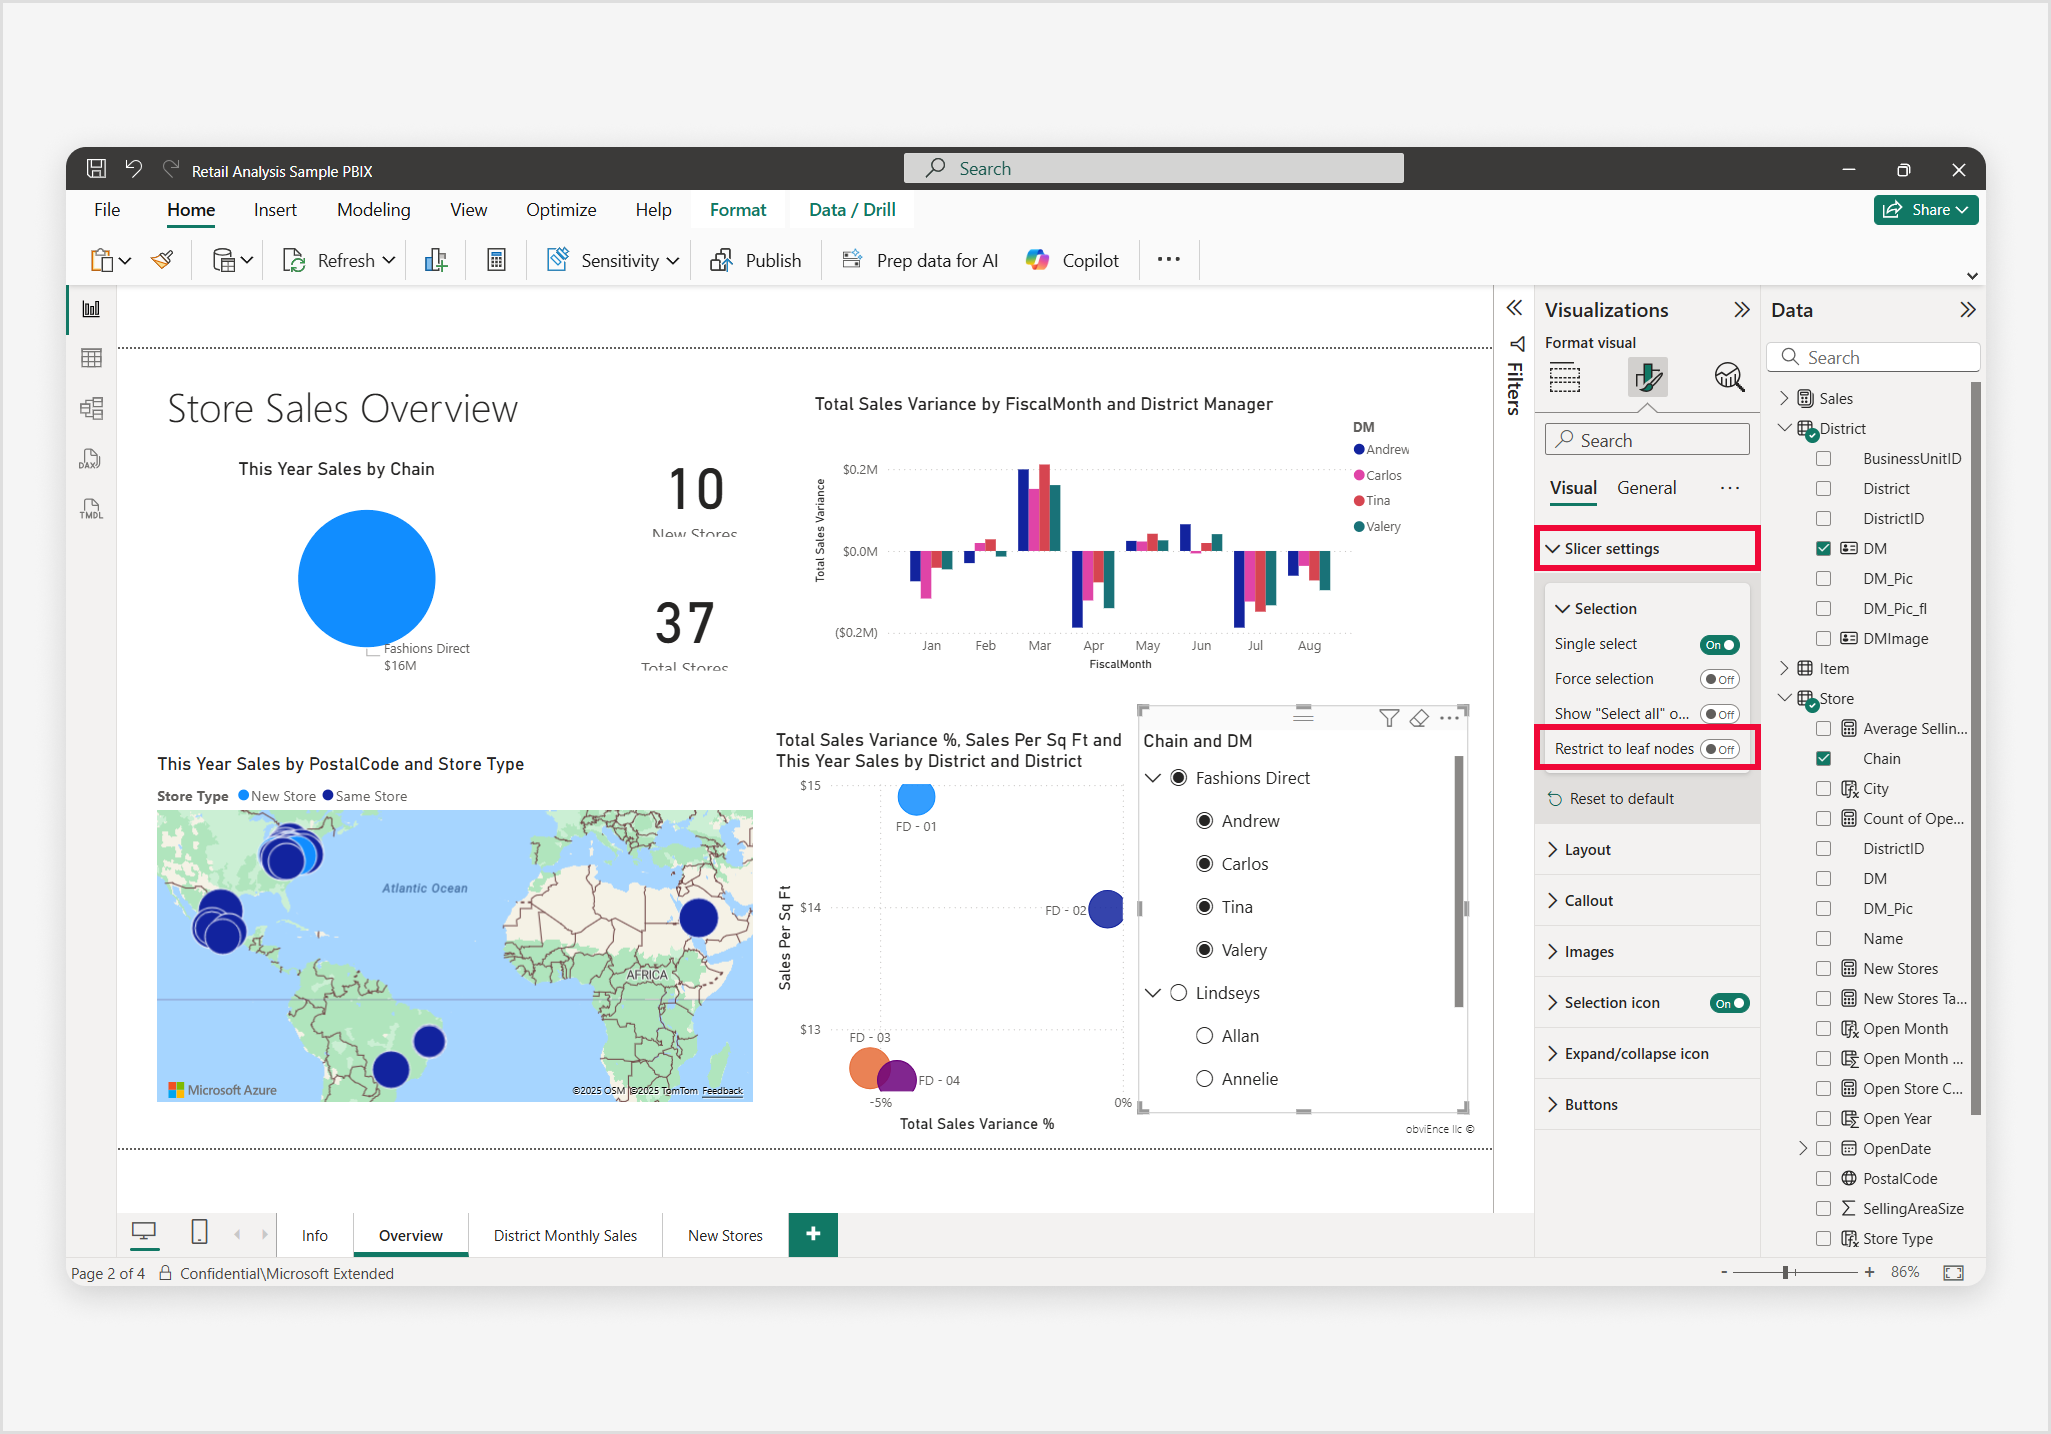 Retail Analysis Sample PBIX
Search
File
Home
Insert
Modeling
View
Optimize
Help
Format
Data / Drill
Share
Refresh
Sensitivity
Publish
Prep data for AI
Copilot
DAX
TMDL
Store Sales Overview
This Year Sales by Chain
Fashions Direct
$16M
10
New Stores
37
Total Stores
Total Sales Variance by FiscalMonth and District Manager
DM
Andrew
Carlos
Tina
Valery
Total Sales Variance
$0.2M
$0.0M
($0.2M)
Jan
Feb
Mar
Apr
May
Jun
Jul
Aug
FiscalMonth
This Year Sales by PostalCode and Store Type
Store Type
New Store
Same Store
Atlantic Ocean
AFRICA
Microsoft Azure
©2025 OSM
©2025 TomTom
Feedback
Total Sales Variance %, Sales Per Sq Ft and
This Year Sales by District and District
Sales Per Sq Ft
$15
$14
$13
FD - 01
FD - 02
FD - 03
FD - 04
-5%
0%
Total Sales Variance %
Chain and DM
Fashions Direct
Andrew
Carlos
Tina
Valery
Lindseys
Allan
Annelie
obviEnce llc ©
Filters
Visualizations
Format visual
Search
Visual
General
Slicer settings
Selection
Single select
On
Force selection
Off
Show "Select all" o...
Off
Restrict to leaf nodes
Off
Reset to default
Layout
Callout
Images
Selection icon
On
Expand/collapse icon
Buttons
Data
Search
Sales
District
BusinessUnitID
District
DistrictID
DM
DM_Pic
DM_Pic_fl
DMImage
Item
Store
Average Sellin...
Chain
City
Count of Ope...
DistrictID
DM
DM_Pic
Name
New Stores
New Stores Ta...
Open Month
Open Month ...
Open Store C...
Open Year
OpenDate
PostalCode
SellingAreaSize
Store Type
Info
Overview
District Monthly Sales
New Stores
+
Page 2 of 4
Confidential\Microsoft Extended
-
+
86%